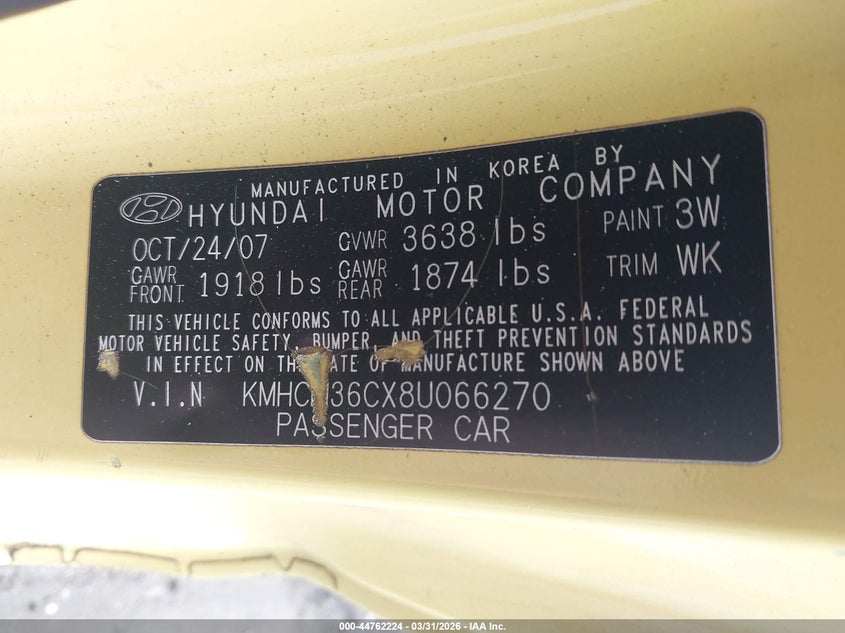 MANUFACTURED IN KOREA BY
HYUNDAI MOTOR COMPANY
OCT/24/07 GVWR 3638 lbs PAINT 3W
GAWR FRONT 1918 lbs GAWR REAR 1874 lbs TRIM WK
THIS VEHICLE CONFORMS TO ALL APPLICABLE U.S.A. FEDERAL
MOTOR VEHICLE SAFETY, BUMPER, AND THEFT PREVENTION STANDARDS
IN EFFECT ON THE DATE OF MANUFACTURE SHOWN ABOVE
V.I.N
PASSENGER CAR
000-44762224 - 03/31/2026 - IAA Inc.